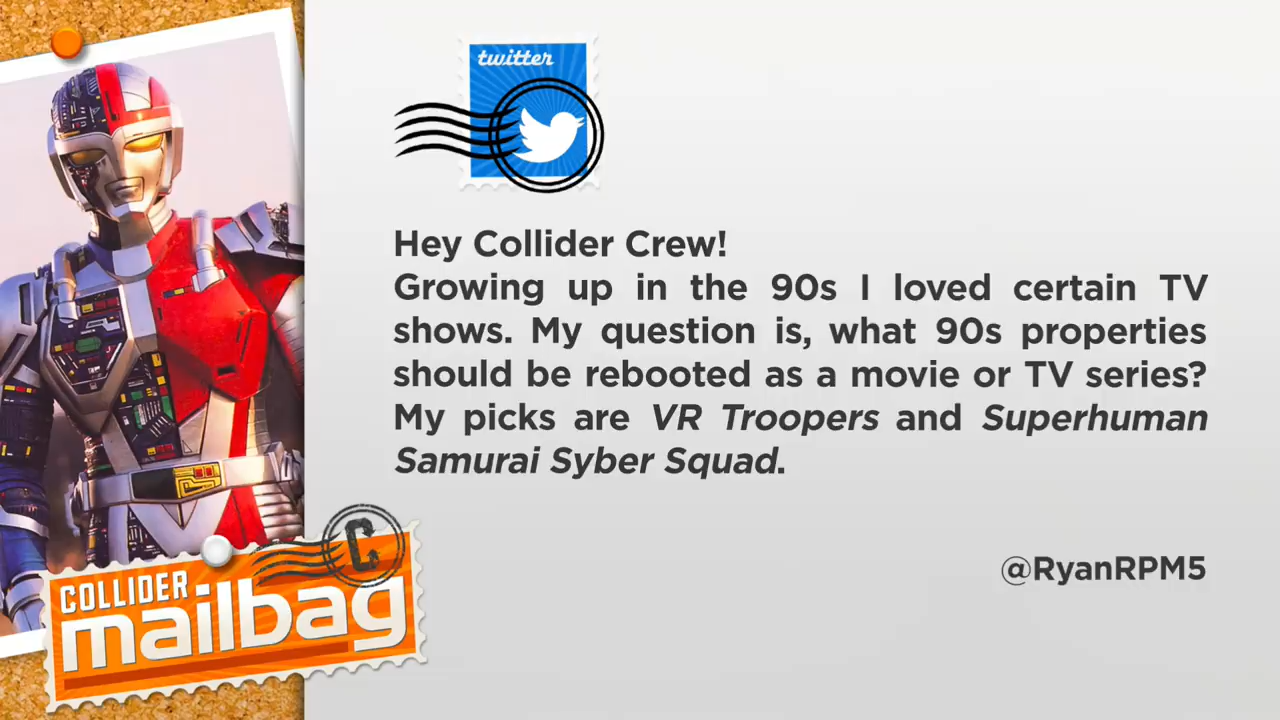 twitter
Hey Collider Crew!
Growing up in the 90s I loved certain TV
shows. My question is, what 90s properties
should be rebooted as a movie or TV series?
My picks are VR Troopers and Superhuman
Samurai Syber Squad.
@RyanRPM5
C
COLLIDER
mailbag